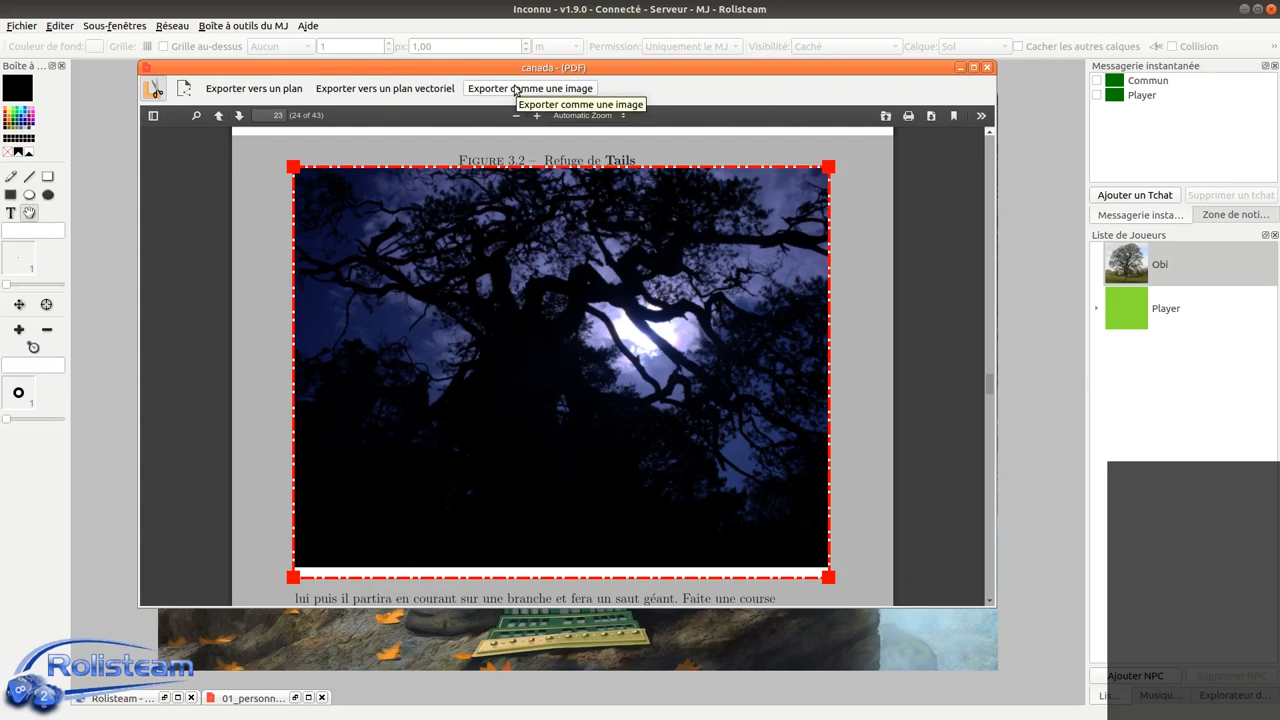 Inconnu - v1.9.0 - Connecté - Serveur - MJ - Rolisteam
Fichier Editer Sous-fenêtres Réseau Boîte à outils du MJ Aide
Couleur de fond: Grille: Grille au-dessus Aucun 1 px: 1,00 m Permission: Uniquement le MJ Visibilité: Caché Calque: Sol Cacher les autres calques Collision »
Boîte à...
canada - (PDF)
Messagerie instantanée
Exporter vers un plan Exporter vers un plan vectoriel Exporter comme une image
Exporter comme une image
Commun
Player
23 (24 of 43) Automatic Zoom
FIGURE 3.2 – Refuge de Tails
T
Ajouter un Tchat Supprimer un tchat
Messagerie insta... Zone de noti...
Liste de Joueurs
1
Obi
Player
1
lui puis il partira en courant sur une branche et fera un saut géant. Faite une course
Rolisteam
8 2
Ajouter NPC Supprimer NPC
Rolisteam - ... 01_personn...
Lis... Musiqu... Explorateur d...